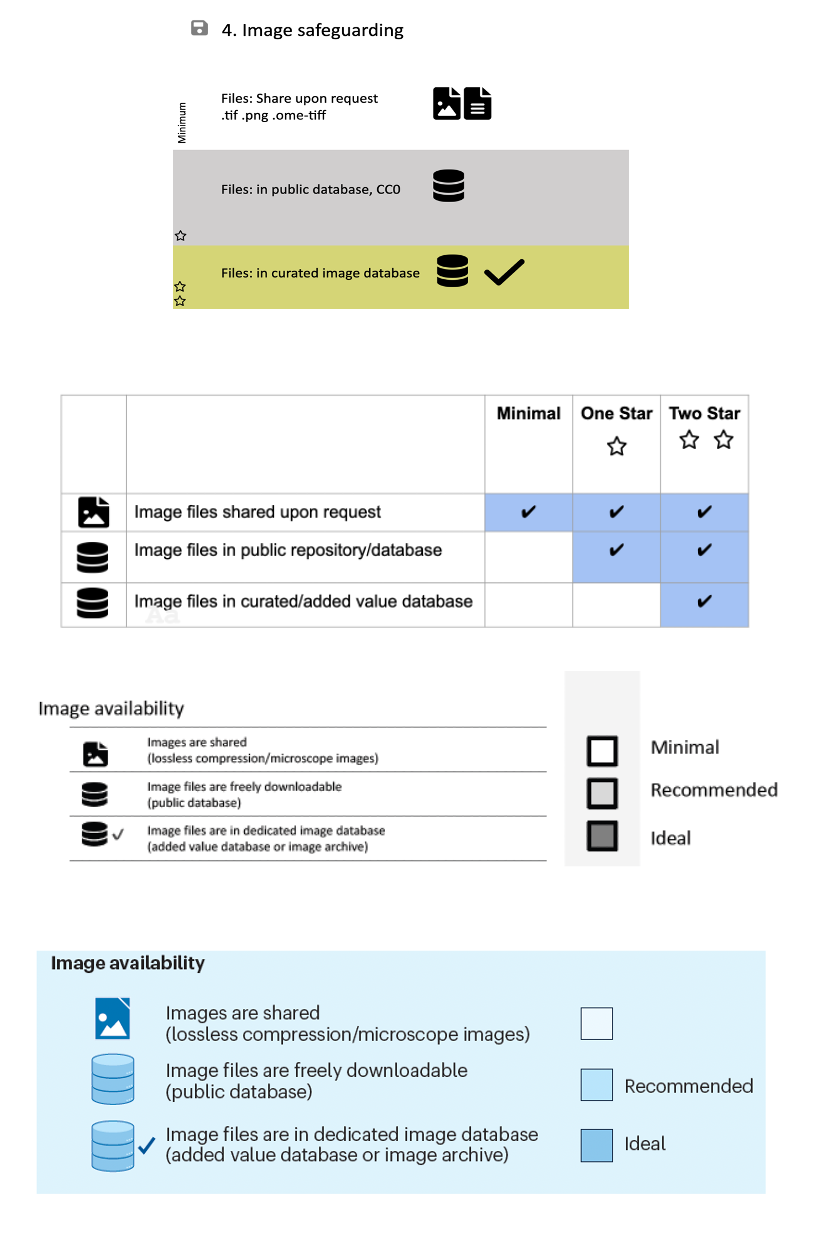 4. Image safeguarding
Minimum
Files: Share upon request
.tif .png .ome-tiff
Files: in public database, CC0
Files: in curated image database
Minimal
One Star
Two Star
Image files shared upon request
Image files in public repository/database
Image files in curated/added value database
Aa
Image availability
Images are shared
(lossless compression/microscope images)
Image files are freely downloadable
(public database)
Image files are in dedicated image database
(added value database or image archive)
Minimal
Recommended
Ideal
Image availability
Images are shared
(lossless compression/microscope images)
Image files are freely downloadable
(public database)
Recommended
Image files are in dedicated image database
(added value database or image archive)
Ideal